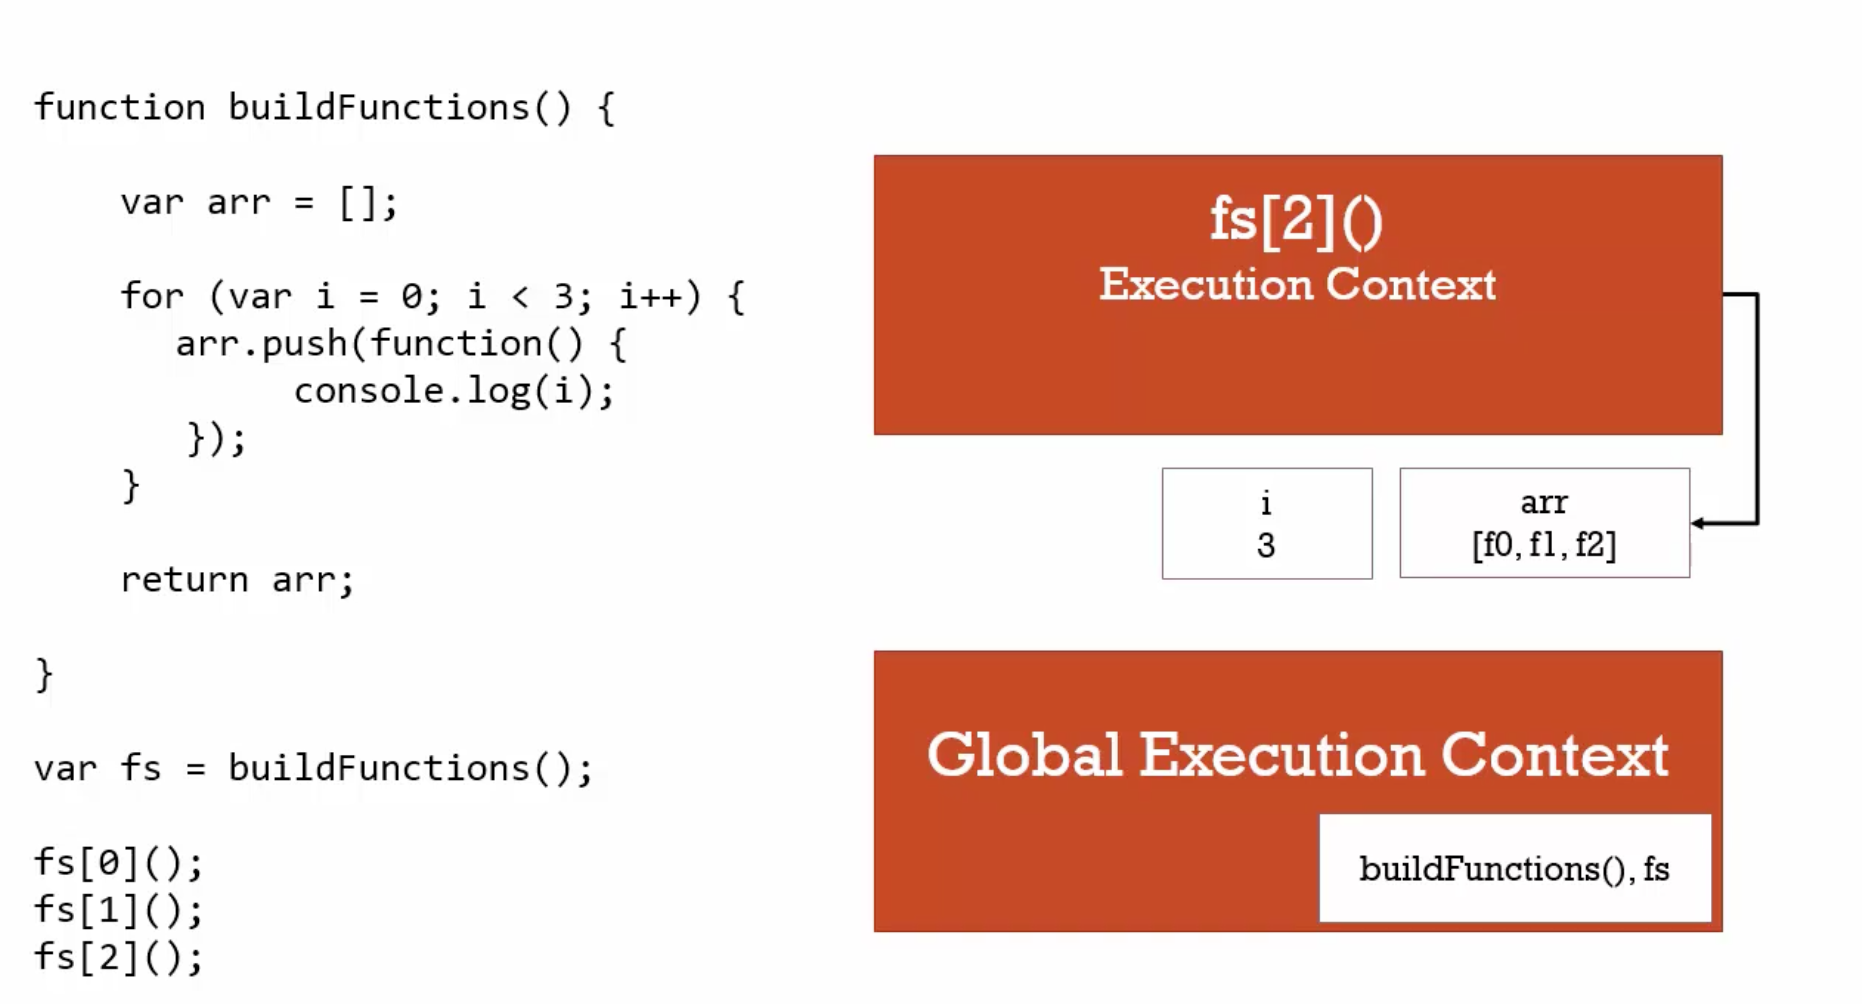 function buildFunctions() {
var arr = [];
for (var i = 0; i < 3; i++) {
arr.push(function() {
console.log(i);
});
}
return arr;
}
var fs = buildFunctions();
fs[0]();
fs[1]();
fs[2]();
fs[2]()
Execution Context
i
3
arr
[f0, f1, f2]
Global Execution Context
buildFunctions(), fs